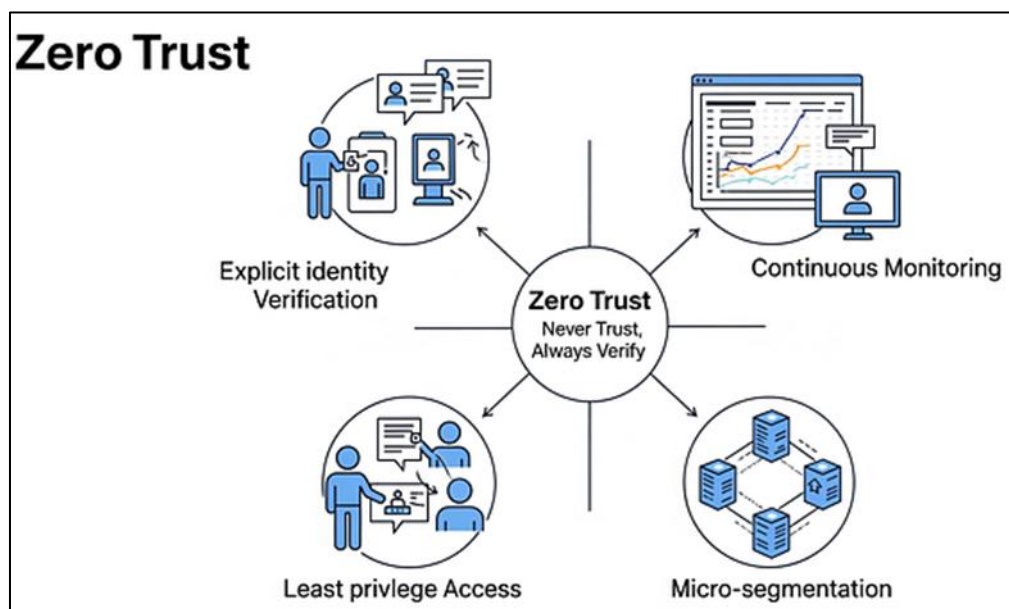 Zero Trust
Explicit identity
Verification
Continuous Monitoring
Zero Trust
Never Trust,
Always Verify
Least privlege Access
Micro-segmentation